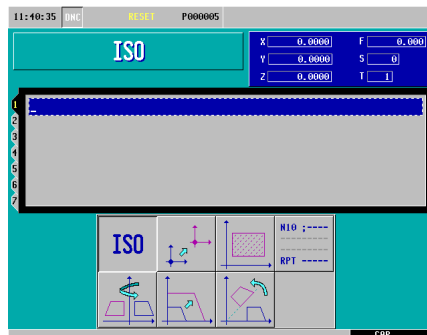 11:40:35 DNC RESET P000005
ISO
X 0.0000 F 0.000
Y 0.0000 S 0
Z 0.0000 T 1
1
2
3
4
5
6
7
ISO
N10 ;----
RPT -----
CAP